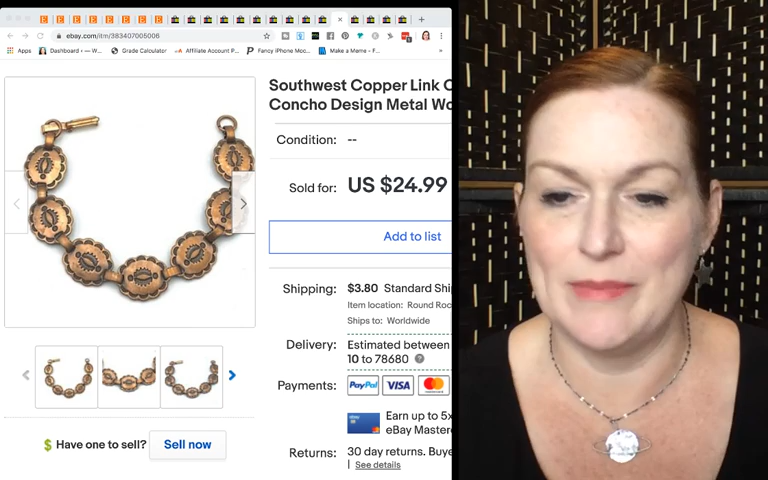 ebay.com/itm/383407005006
Apps Dashboard – — W... Grade Calculator Affiliate Account P... Fancy iPhone Moc... Make a Meme - F...
Southwest Copper Link
Concho Design Metal Wo
Condition: --
Sold for: US $24.99
Add to list
Shipping: $3.80 Standard Shi
Item location: Round Roc
Ships to: Worldwide
Delivery: Estimated between
10 to 78680
Payments: PayPal VISA mastercard
Earn up to 5x
eBay Master
Returns: 30 day returns. Buye
| See details
Have one to sell? Sell now